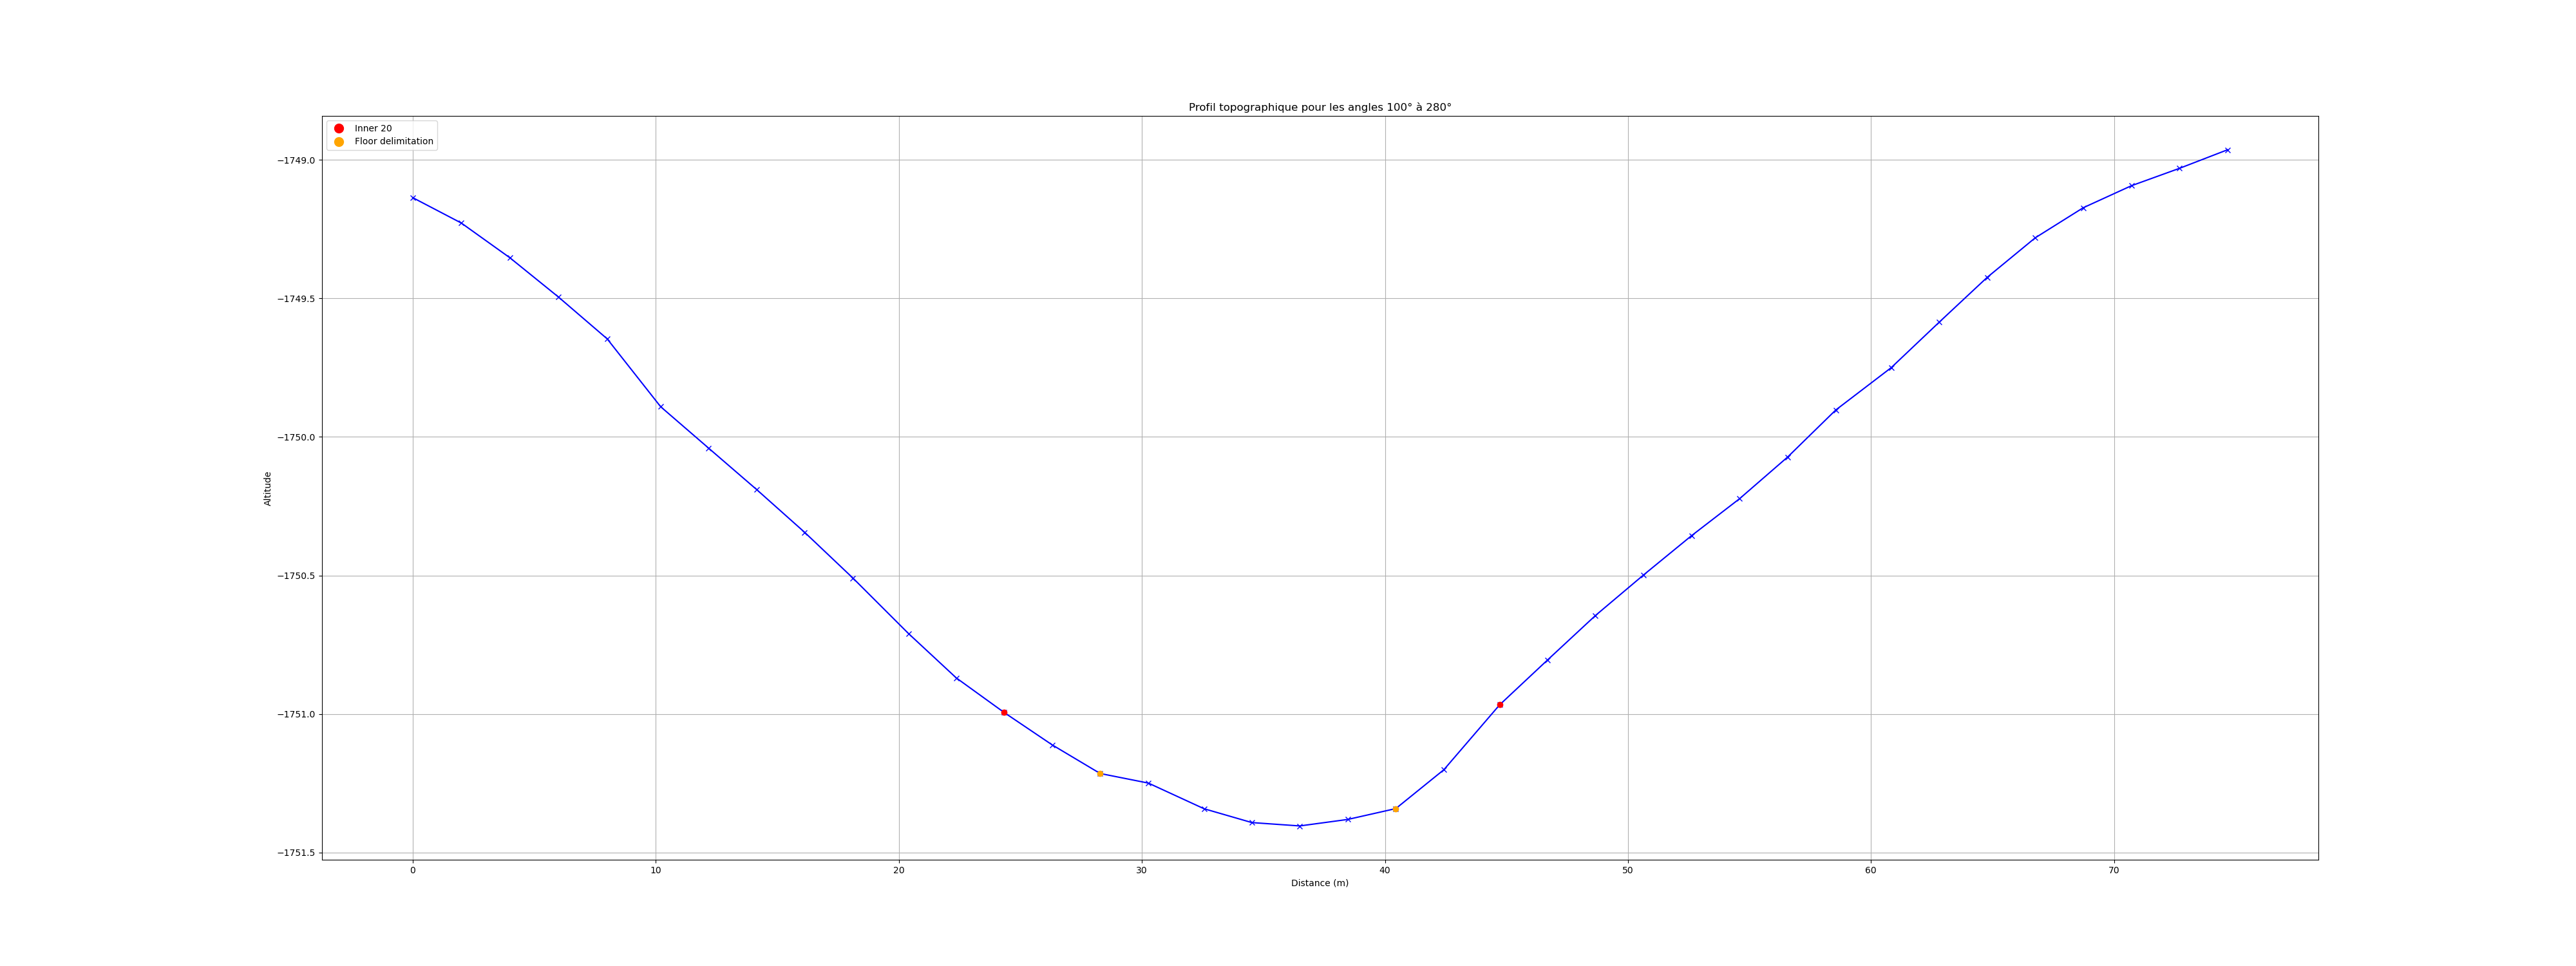 Profil topographique pour les angles 100° à 280°
Inner 20
Floor delimitation
−1749.0
−1749.5
−1750.0
−1750.5
−1751.0
−1751.5
Altitude
0 10 20 30 40 50 60 70
Distance (m)